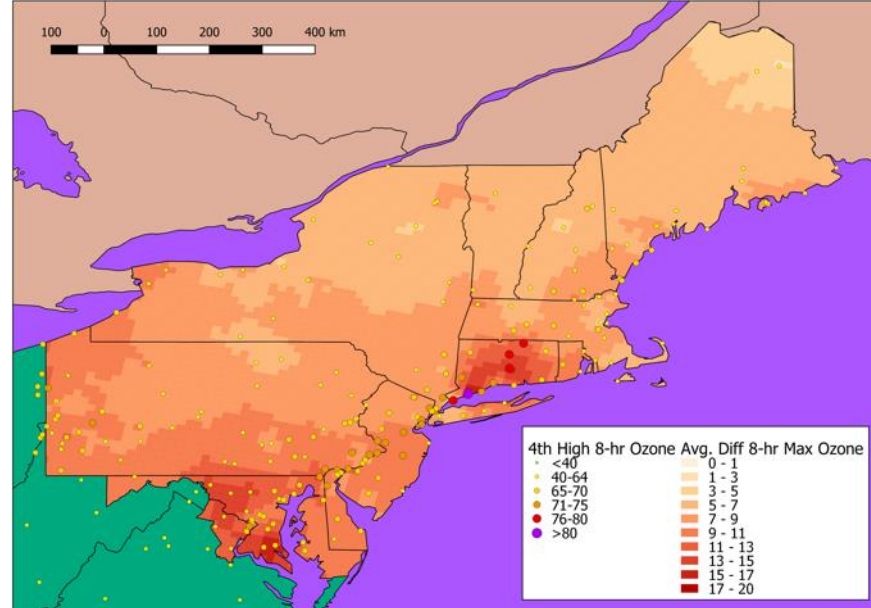 100 0 100 200 300 400 km
4th High 8-hr Ozone Avg. Diff 8-hr Max Ozone
<40 0 - 1
40-64 1 - 3
65-70 3 - 5
71-75 5 - 7
76-80 7 - 9
>80 9 - 11
11 - 13
13 - 15
15 - 17
17 - 20